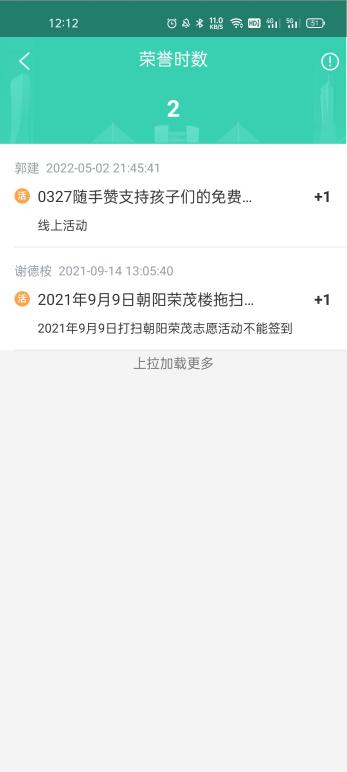 12:12
11.0
KB/S
HD
4G
5G
51
荣誉时数
2
郭建 2022-05-02 21:45:41
活 0327随手赞支持孩子们的免费... +1
线上活动
谢德桉 2021-09-14 13:05:40
活 2021年9月9日朝阳荣茂楼拖扫... +1
2021年9月9日打扫朝阳荣茂志愿活动不能签到
上拉加载更多